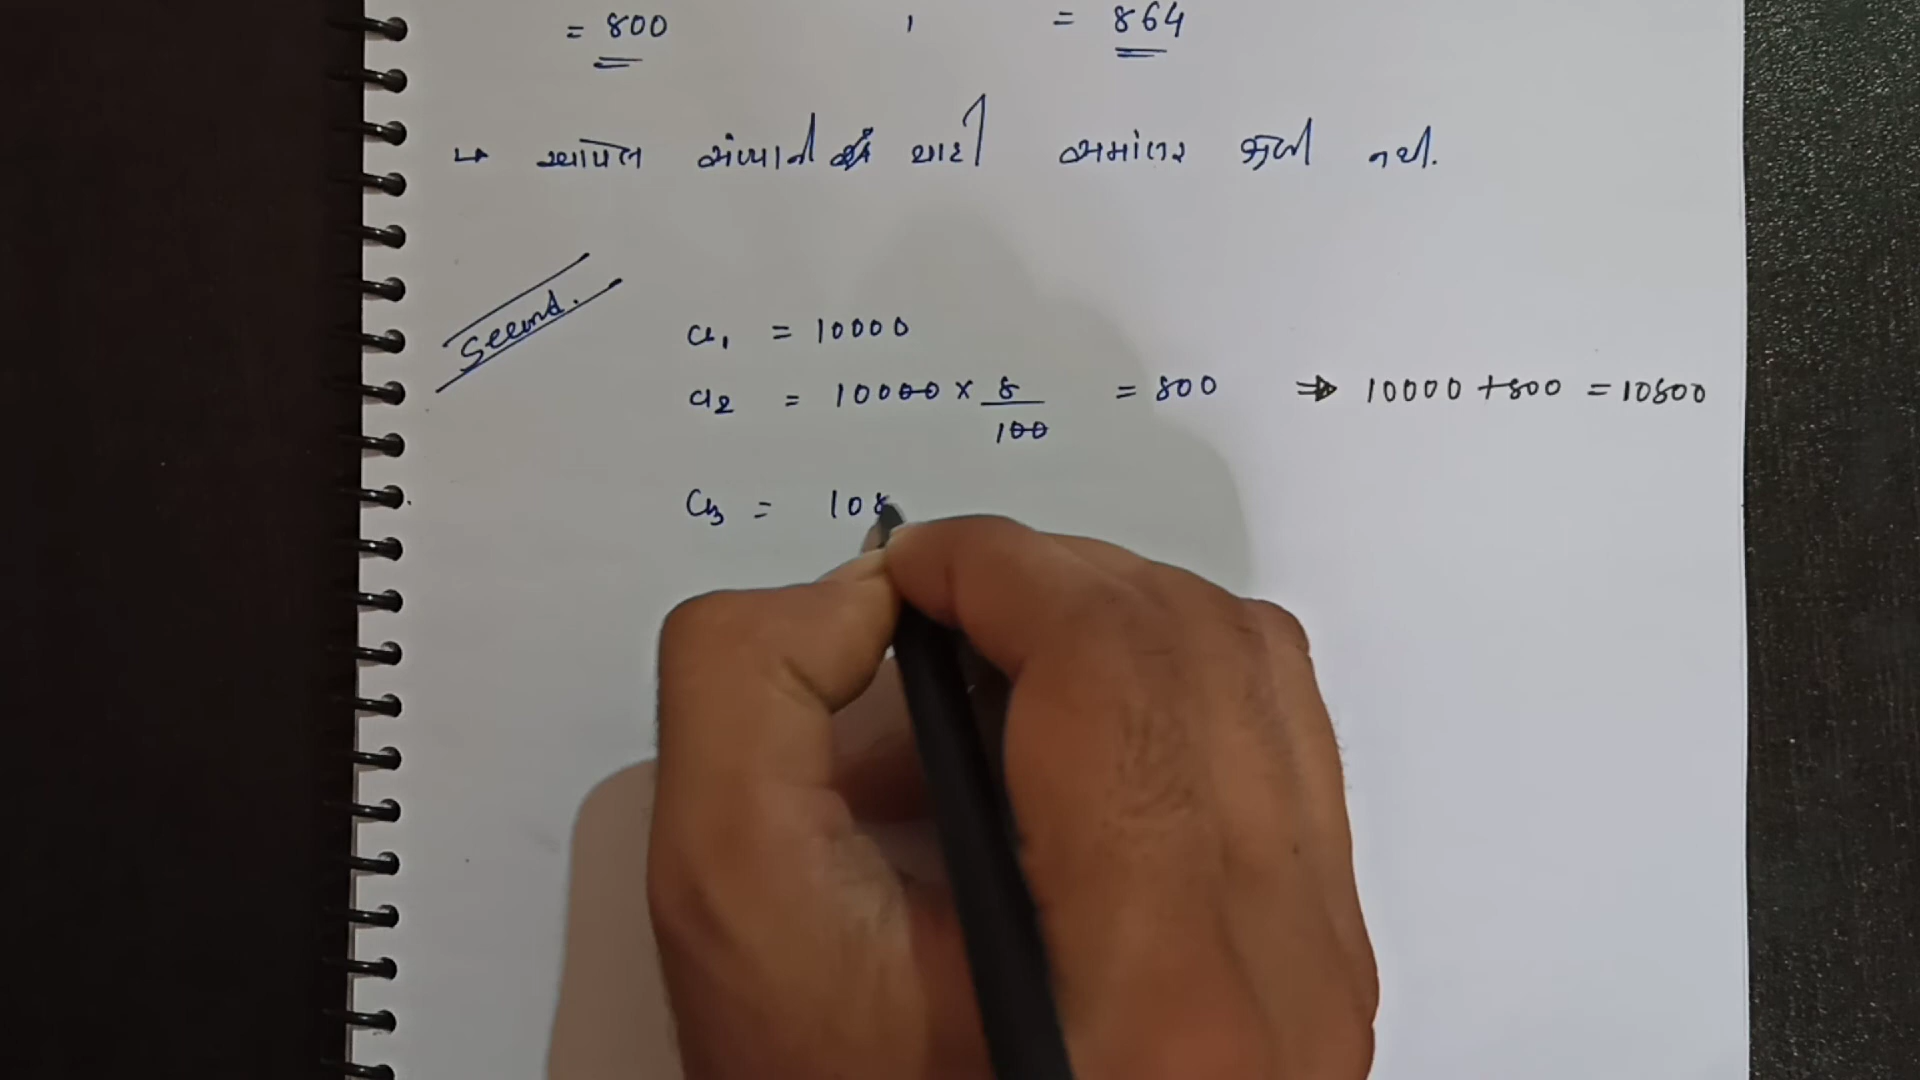 = 800 , = 864
↳ આપેલ સંખ્યાની યાદી સમાંતર શ્રેણી નથી.
Second.
a₁ = 10000
a2 = 10000 × 8/100 = 800 ⇒ 10000 + 800 = 10800
a3 = 108